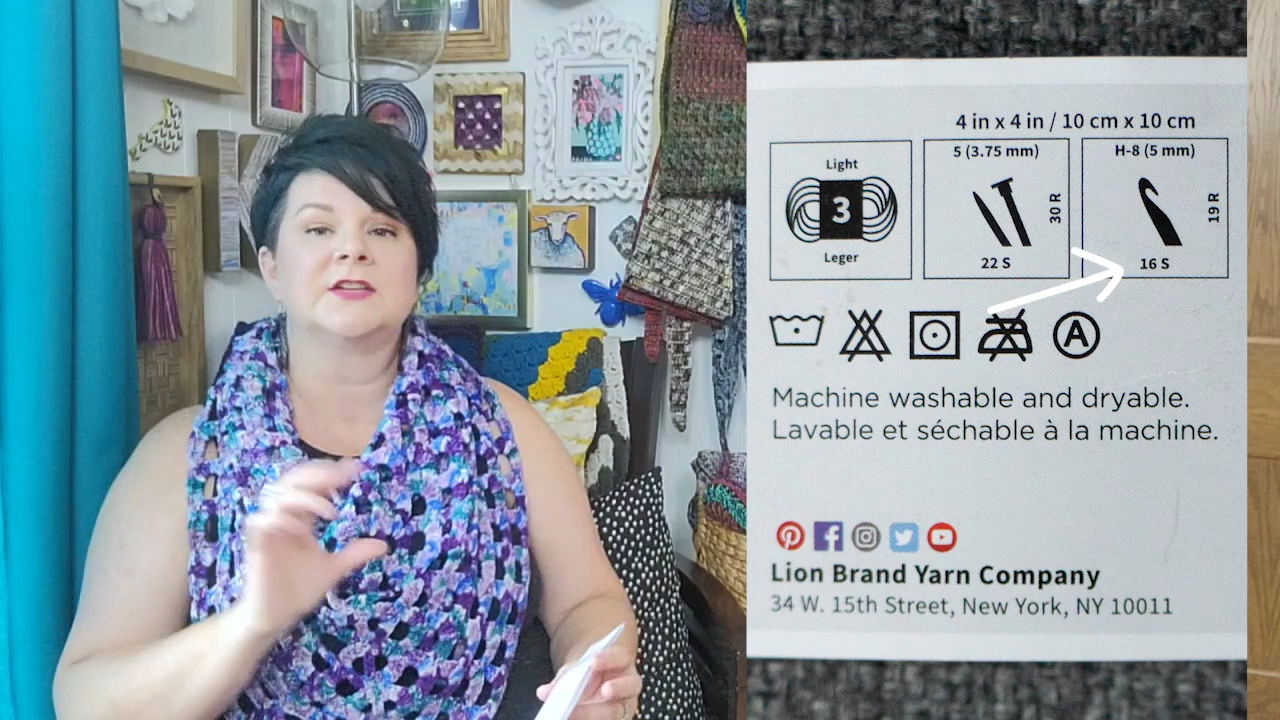 4 in x 4 in / 10 cm x 10 cm
Light
3
Leger
5 (3.75 mm)
30 R
22 S
H-8 (5 mm)
19 R
16 S
A
Machine washable and dryable.
Lavable et séchable à la machine.
Lion Brand Yarn Company
34 W. 15th Street, New York, NY 10011